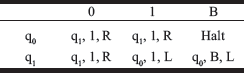 0 1 B
q₀ q₁, 1, R q₁, 1, R Halt
q₁ q₁, 1, R q₀, 1, L q₀, B, L